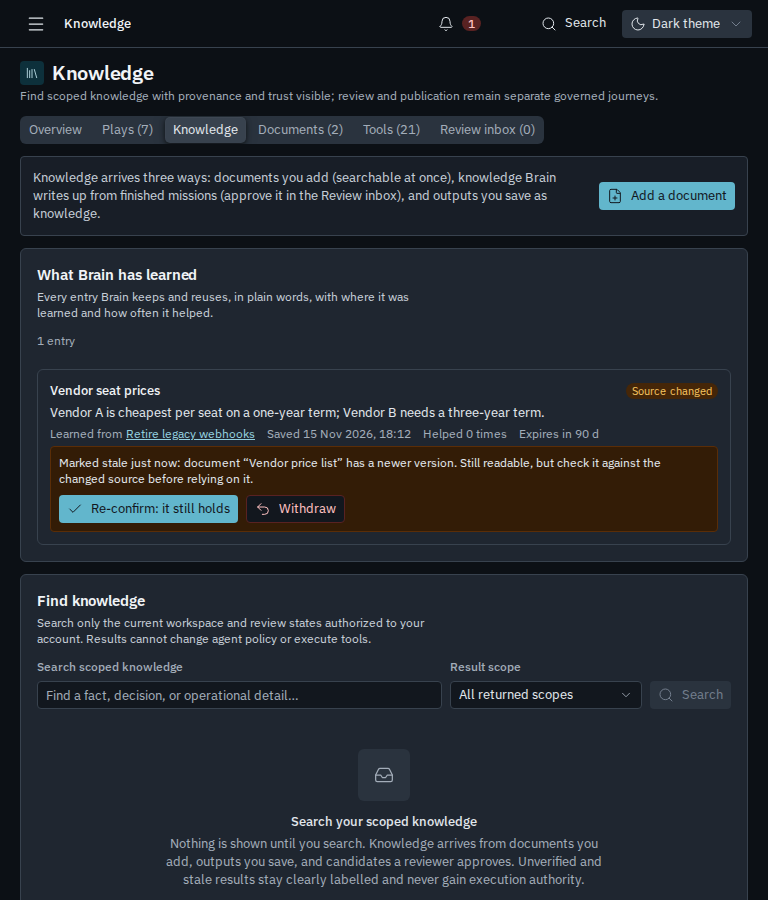 Knowledge
1
Search
Dark theme
Knowledge
Find scoped knowledge with provenance and trust visible; review and publication remain separate governed journeys.
Overview
Plays (7)
Knowledge
Documents (2)
Tools (21)
Review inbox (0)
Knowledge arrives three ways: documents you add (searchable at once), knowledge Brain
writes up from finished missions (approve it in the Review inbox), and outputs you save as
knowledge.
Add a document
What Brain has learned
Every entry Brain keeps and reuses, in plain words, with where it was
learned and how often it helped.
1 entry
Vendor seat prices
Source changed
Vendor A is cheapest per seat on a one-year term; Vendor B needs a three-year term.
Learned from Retire legacy webhooks Saved 15 Nov 2026, 18:12 Helped 0 times Expires in 90 d
Marked stale just now: document “Vendor price list” has a newer version. Still readable, but check it against the
changed source before relying on it.
Re-confirm: it still holds
Withdraw
Find knowledge
Search only the current workspace and review states authorized to your
account. Results cannot change agent policy or execute tools.
Search scoped knowledge
Result scope
Find a fact, decision, or operational detail...
All returned scopes
Search
Search your scoped knowledge
Nothing is shown until you search. Knowledge arrives from documents you
add, outputs you save, and candidates a reviewer approves. Unverified and
stale results stay clearly labelled and never gain execution authority.